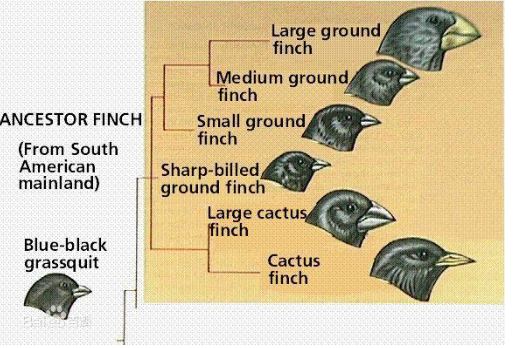 Large ground
finch
Medium ground
finch
ANCESTOR FINCH
Small ground
finch
(From South
American
mainland)
Sharp-billed
ground finch
Large cactus
finch
Blue-black
grassquit
Cactus
finch